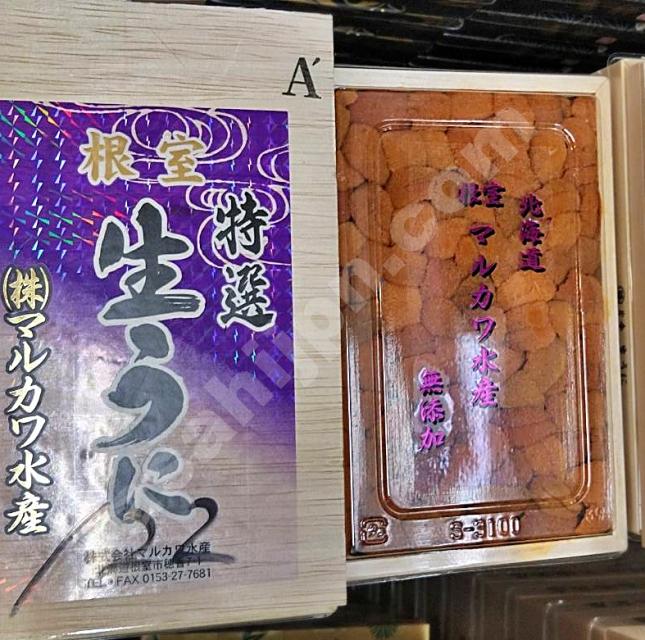 A´
根室
特選
生うに
㈱マルカワ水産
株式会社マルカワ水産
TEL・FAX 0153-27-7681
北海道
根室マルカワ水産
無添加
S-S100